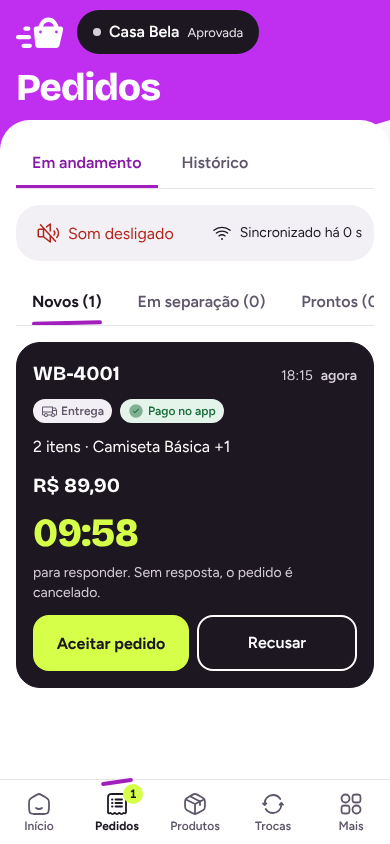 Casa Bela Aprovada
Pedidos
Em andamento Histórico
Som desligado Sincronizado há 0 s
Novos (1) Em separação (0) Prontos (0
WB-4001 18:15 agora
Entrega Pago no app
2 itens · Camiseta Básica +1
R$ 89,90
09:58
para responder. Sem resposta, o pedido é
cancelado.
Aceitar pedido Recusar
1
Início Pedidos Produtos Trocas Mais